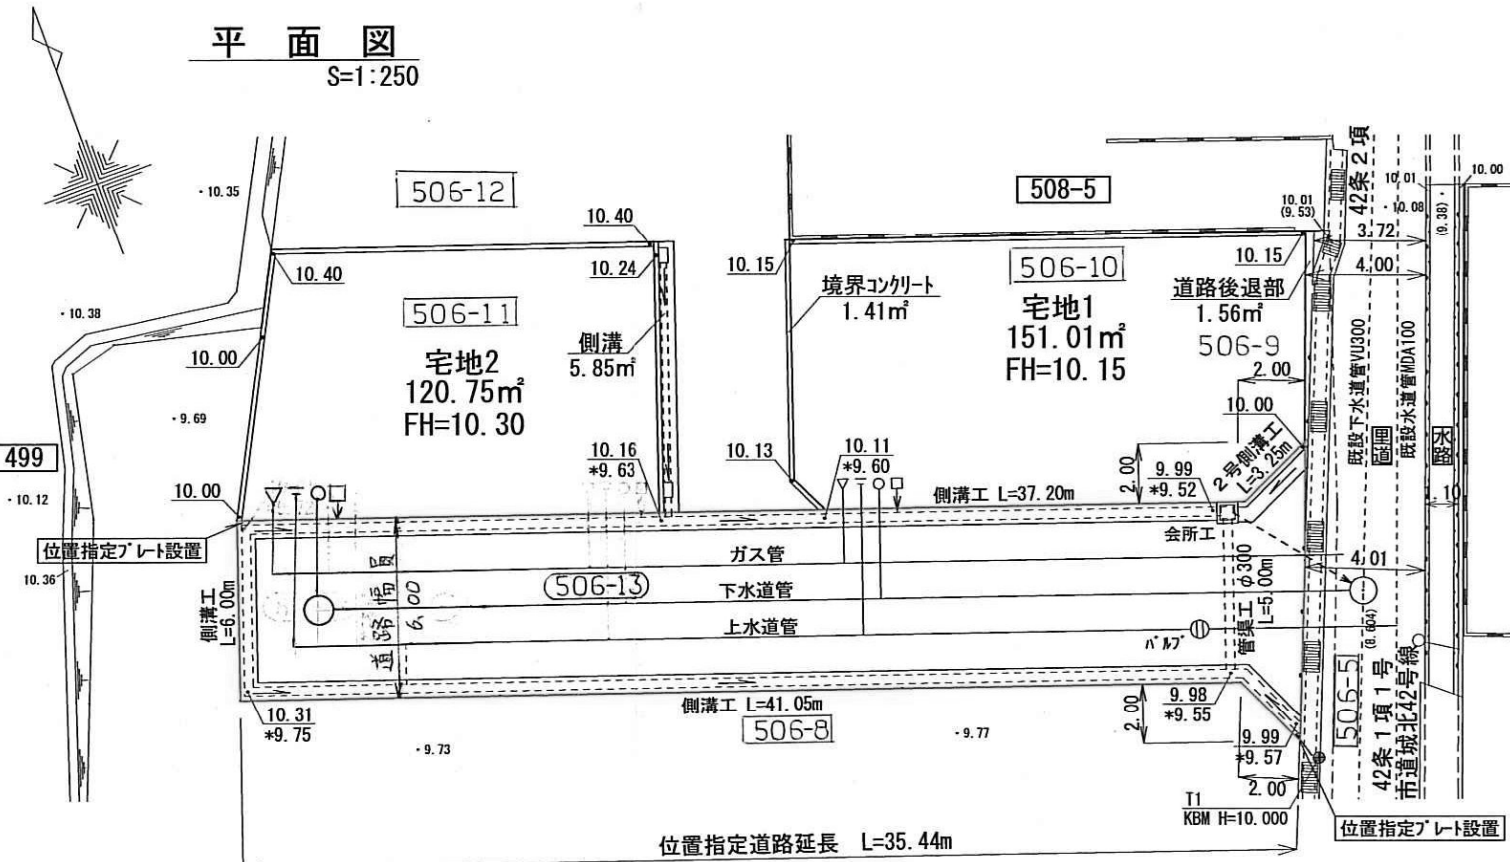 平面図
S=1:250
42条2項
10.01
10.00
・10.35
506-12
508-5
・10.08
(9.38)・
10.01
(9.53)
3.72
10.40
10.40
10.24
10.15
10.15
4.00
506-10
境界コンクリート
1.41㎡
宅地1
151.01㎡
FH=10.15
道路後退部
1.56㎡
506-9
506-11
・10.38
側溝
5.85㎡
10.00
宅地2
120.75㎡
FH=10.30
2.00
既設下水道管VU300
既設水道管MDA100
水路
・9.69
10.00
499
10.16
*9.63
10.13
10.11
*9.60
2.00
9.99
*9.52
2号側溝工
L=3.25m
・10.12
10.00
側溝工 L=37.20m
会所工
位置指定プレート設置
ガス管
4.01
10.36
道路幅員
6.00
506-13
下水道管
管渠工 φ300
L=5.00m
側溝工
L=6.00m
上水道管
バルブ
(8.604)
506-5
42条1項1号
市道城北42号線
10.31
*9.75
側溝工 L=41.05m
506-8
2.00
9.98
*9.55
・9.73
・9.77
9.99
*9.57
2.00
T1
KBM H=10.000
位置指定プレート設置
位置指定道路延長 L=35.44m